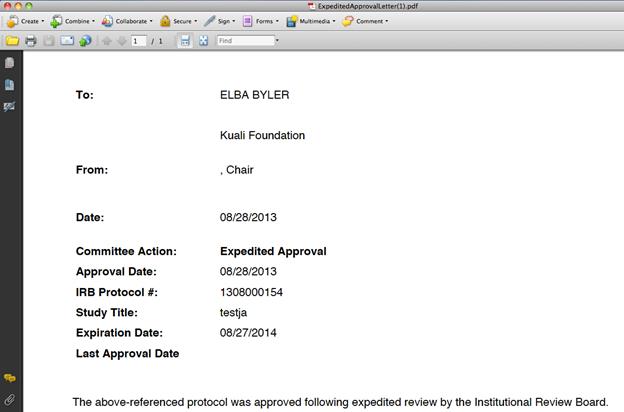 ExpeditedApprovalLetter(1).pdf
Create Combine Collaborate Secure Sign Forms Multimedia Comment
1 / 1 Find
To: ELBA BYLER
Kuali Foundation
From: , Chair
Date: 08/28/2013
Committee Action: Expedited Approval
Approval Date: 08/28/2013
IRB Protocol #: 1308000154
Study Title: testja
Expiration Date: 08/27/2014
Last Approval Date
The above-referenced protocol was approved following expedited review by the Institutional Review Board.